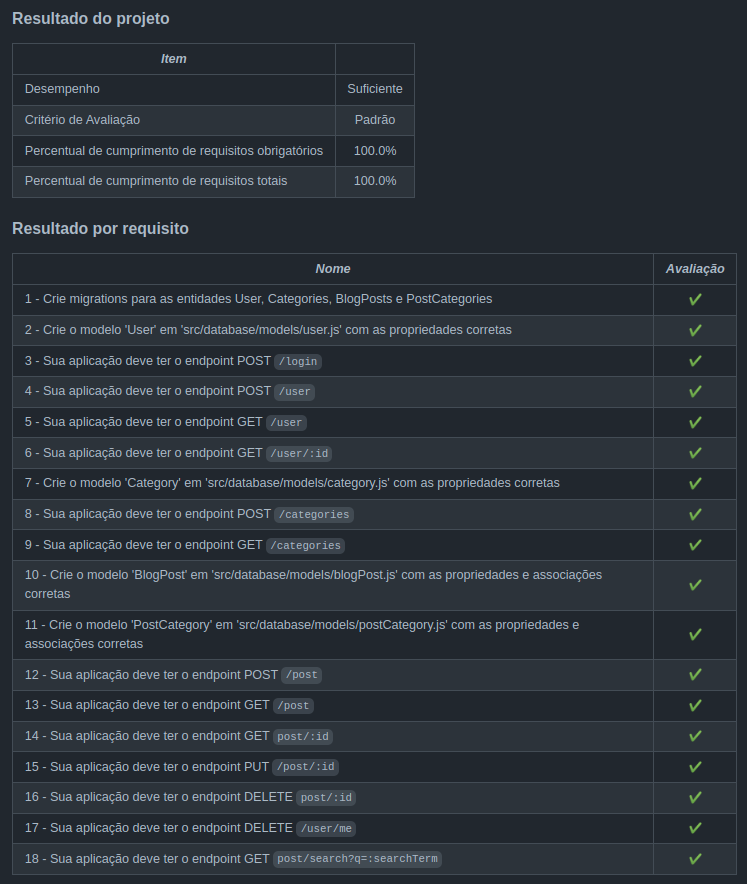 Resultado do projeto
Item
Desempenho Suficiente
Critério de Avaliação Padrão
Percentual de cumprimento de requisitos obrigatórios 100.0%
Percentual de cumprimento de requisitos totais 100.0%
Resultado por requisito
Nome Avaliação
1 - Crie migrations para as entidades User, Categories, BlogPosts e PostCategories ✔
2 - Crie o modelo 'User' em 'src/database/models/user.js' com as propriedades corretas ✔
3 - Sua aplicação deve ter o endpoint POST /login ✔
4 - Sua aplicação deve ter o endpoint POST /user ✔
5 - Sua aplicação deve ter o endpoint GET /user ✔
6 - Sua aplicação deve ter o endpoint GET /user/:id ✔
7 - Crie o modelo 'Category' em 'src/database/models/category.js' com as propriedades corretas ✔
8 - Sua aplicação deve ter o endpoint POST /categories ✔
9 - Sua aplicação deve ter o endpoint GET /categories ✔
10 - Crie o modelo 'BlogPost' em 'src/database/models/blogPost.js' com as propriedades e associações
corretas ✔
11 - Crie o modelo 'PostCategory' em 'src/database/models/postCategory.js' com as propriedades e
associações corretas ✔
12 - Sua aplicação deve ter o endpoint POST /post ✔
13 - Sua aplicação deve ter o endpoint GET /post ✔
14 - Sua aplicação deve ter o endpoint GET post/:id ✔
15 - Sua aplicação deve ter o endpoint PUT /post/:id ✔
16 - Sua aplicação deve ter o endpoint DELETE post/:id ✔
17 - Sua aplicação deve ter o endpoint DELETE /user/me ✔
18 - Sua aplicação deve ter o endpoint GET post/search?q=:searchTerm ✔